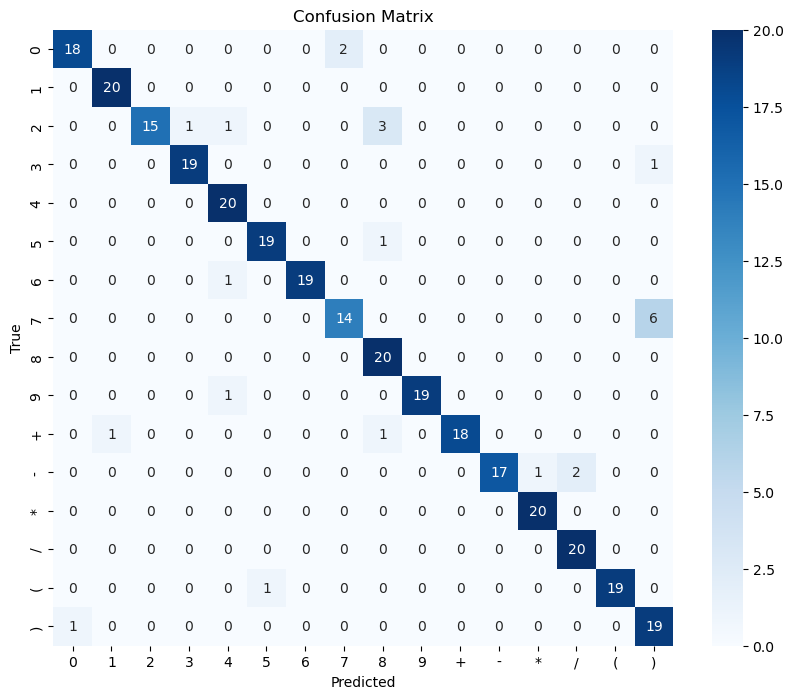 Confusion Matrix
0 18 0 0 0 0 0 0 2 0 0 0 0 0 0 0 0
1 0 20 0 0 0 0 0 0 0 0 0 0 0 0 0 0
2 0 0 15 1 1 0 0 0 3 0 0 0 0 0 0 0
3 0 0 0 19 0 0 0 0 0 0 0 0 0 0 0 1
4 0 0 0 0 20 0 0 0 0 0 0 0 0 0 0 0
5 0 0 0 0 0 19 0 0 1 0 0 0 0 0 0 0
6 0 0 0 0 1 0 19 0 0 0 0 0 0 0 0 0
7 0 0 0 0 0 0 0 14 0 0 0 0 0 0 0 6
8 0 0 0 0 0 0 0 0 20 0 0 0 0 0 0 0
9 0 0 0 0 1 0 0 0 0 19 0 0 0 0 0 0
+ 0 1 0 0 0 0 0 0 1 0 18 0 0 0 0 0
- 0 0 0 0 0 0 0 0 0 0 0 17 1 2 0 0
* 0 0 0 0 0 0 0 0 0 0 0 0 20 0 0 0
/ 0 0 0 0 0 0 0 0 0 0 0 0 0 20 0 0
( 0 0 0 0 0 1 0 0 0 0 0 0 0 0 19 0
) 1 0 0 0 0 0 0 0 0 0 0 0 0 0 0 19
0 1 2 3 4 5 6 7 8 9 + - * / ( )
Predicted
True
20.0
17.5
15.0
12.5
10.0
7.5
5.0
2.5
0.0